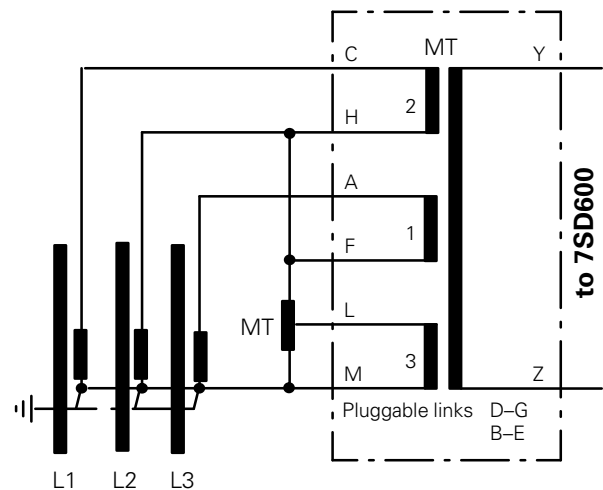 C MT Y
2
H
A
1
F
to 7SD600
MT L
3
M Z
Pluggable links D–G
B–E
L1 L2 L3